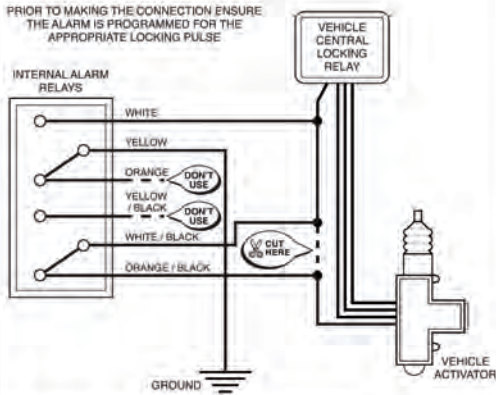 PRIOR TO MAKING THE CONNECTION ENSURE
THE ALARM IS PROGRAMMED FOR THE
APPROPRIATE LOCKING PULSE
VEHICLE
CENTRAL
LOCKING
RELAY
INTERNAL ALARM
RELAYS
WHITE
YELLOW
ORANGE
DON'T
USE
YELLOW
/ BLACK
DON'T
USE
WHITE / BLACK
CUT
HERE
ORANGE / BLACK
VEHICLE
ACTIVATOR
GROUND